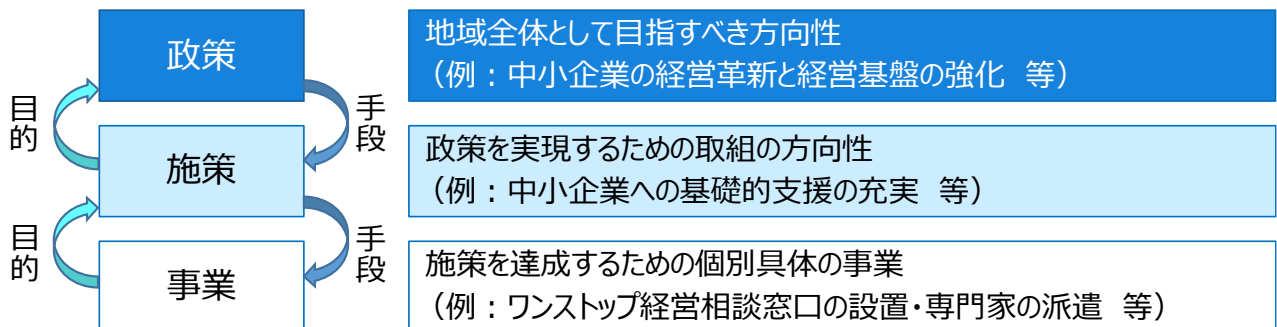 政策
地域全体として目指すべき方向性
（例：中小企業の経営革新と経営基盤の強化　等）
目的
手段
施策
政策を実現するための取組の方向性
（例：中小企業への基礎的支援の充実　等）
目的
手段
事業
施策を達成するための個別具体の事業
（例：ワンストップ経営相談窓口の設置・専門家の派遣　等）